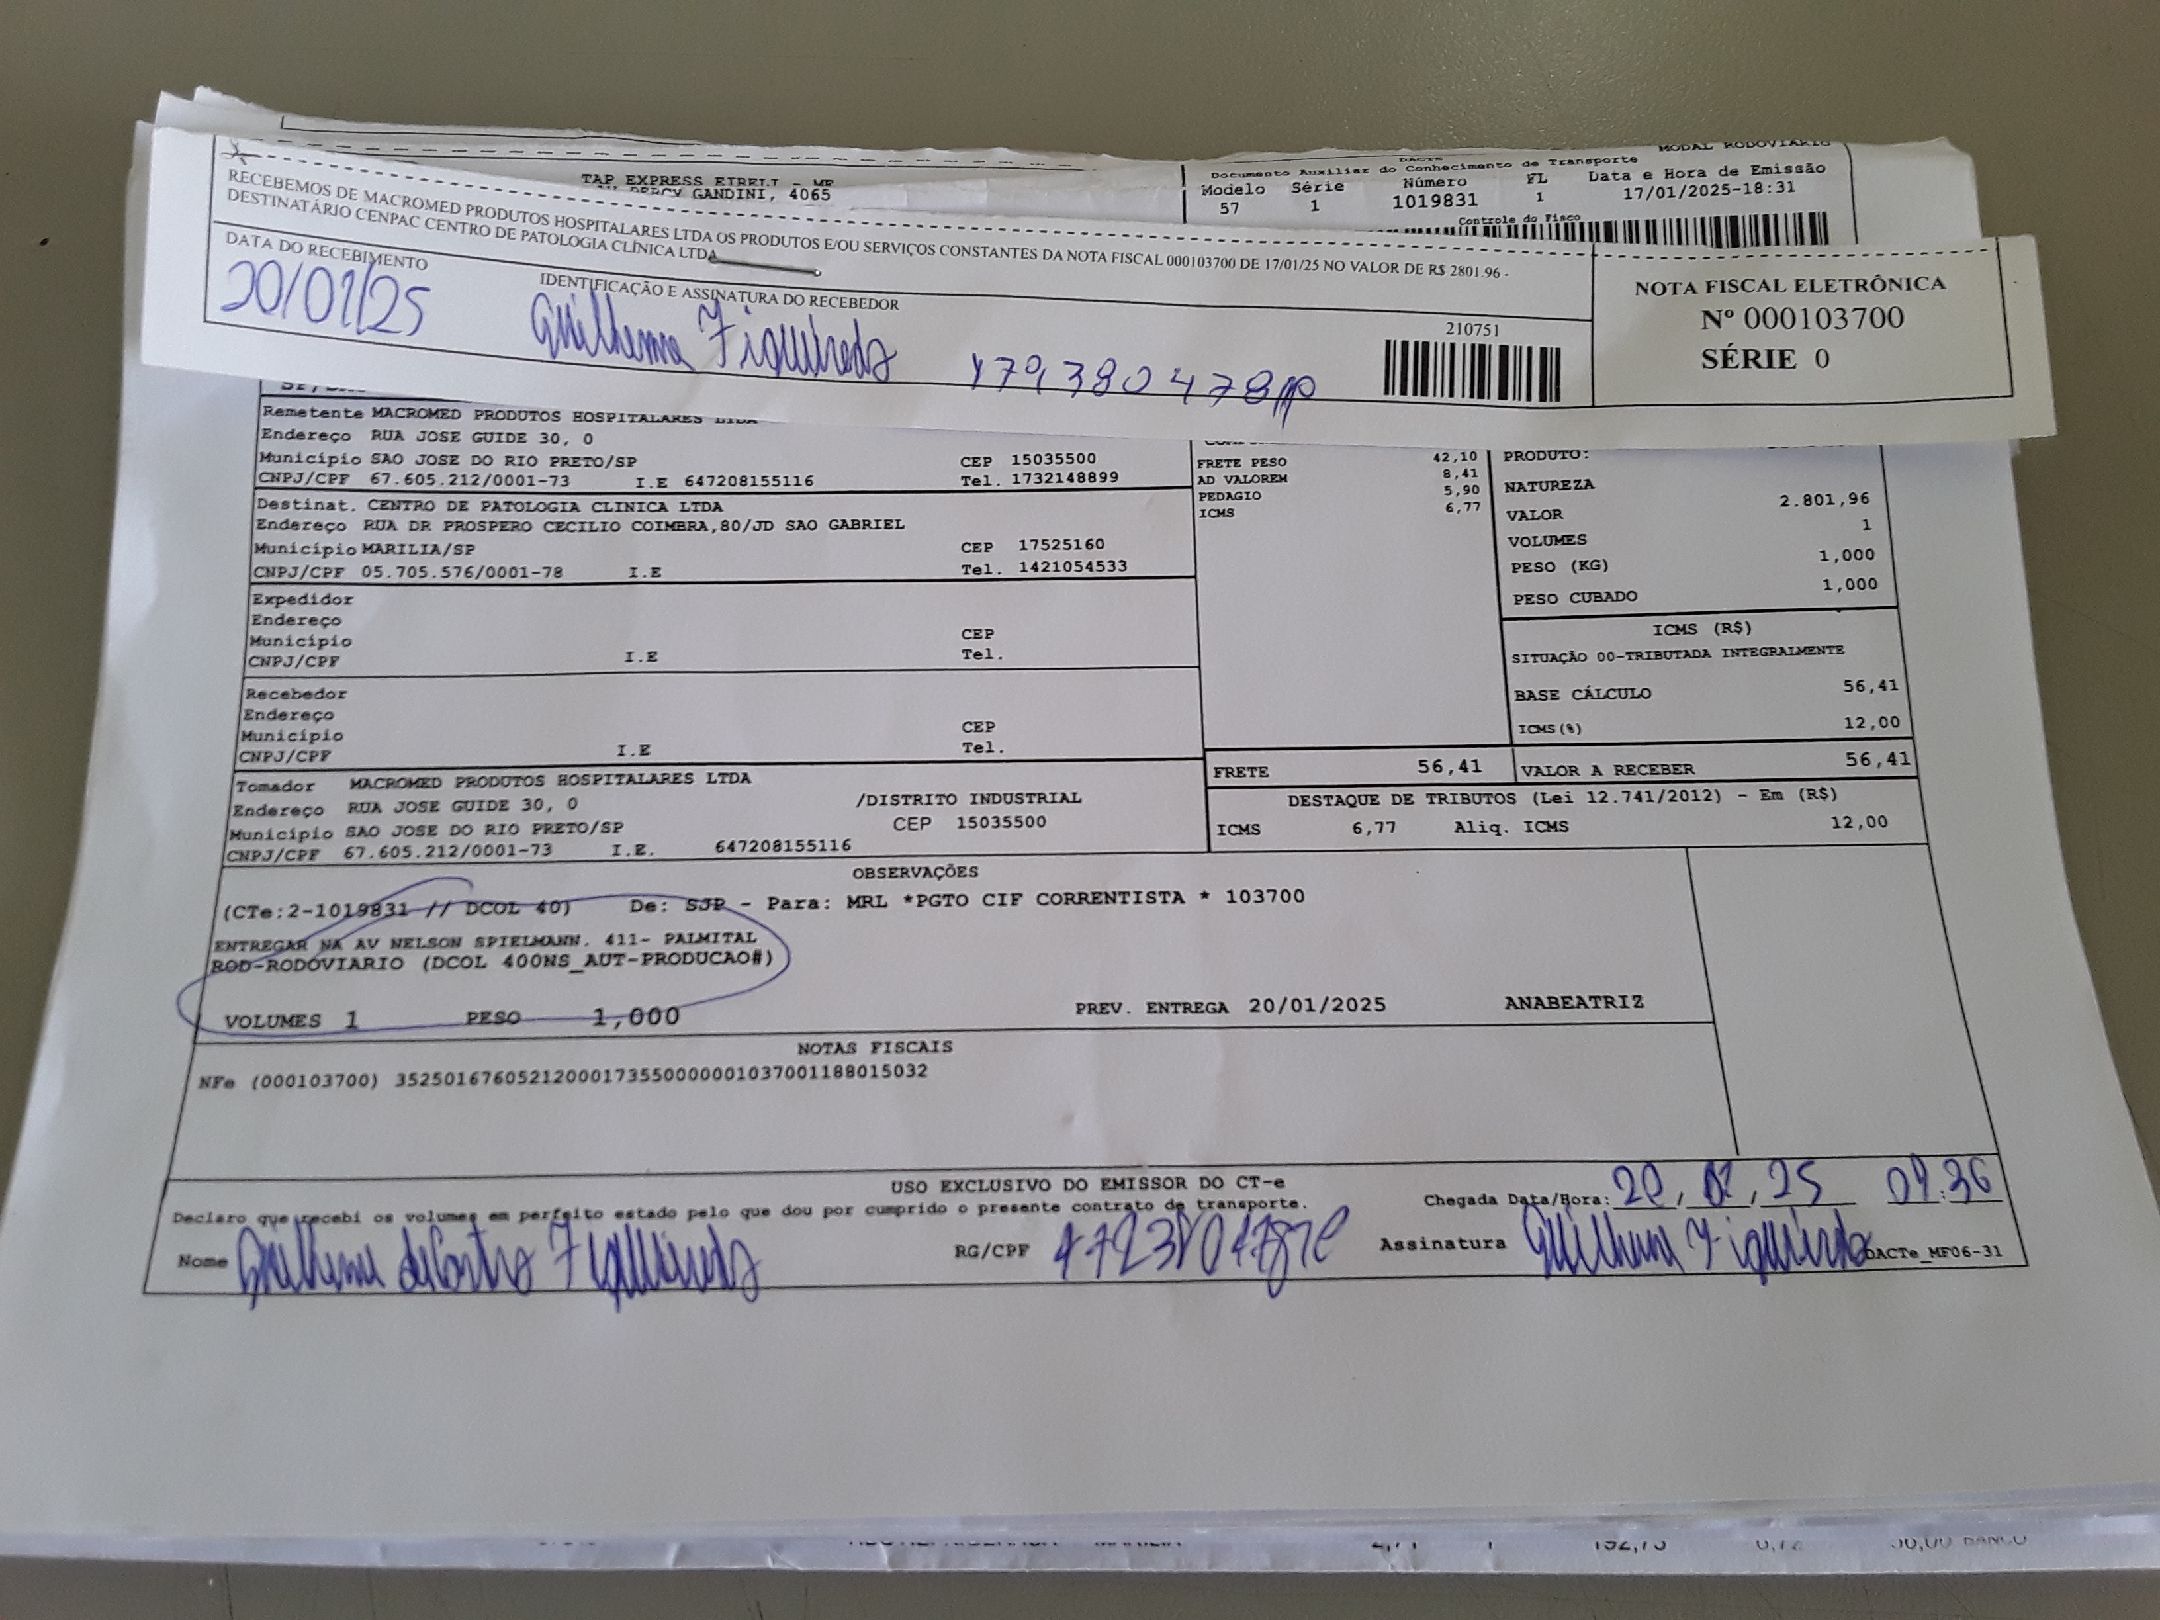 MODAL RODOVIÁRIO
TAP EXPRESS EIRELI - ME
GANDINI, 4065
DACTE
Documento Auxiliar do Conhecimento de Transporte
Modelo Série Número FL Data e Hora de Emissão
57 1 1019831 1 17/01/2025-18:31
Controle do Fisco
RECEBEMOS DE MACROMED PRODUTOS HOSPITALARES LTDA OS PRODUTOS E/OU SERVIÇOS CONSTANTES DA NOTA FISCAL 000103700 DE 17/01/25 NO VALOR DE R$ 2801.96 -
DESTINATÁRIO CENPAC CENTRO DE PATOLOGIA CLÍNICA LTDA
DATA DO RECEBIMENTO
20/01/25
IDENTIFICAÇÃO E ASSINATURA DO RECEBEDOR
Guilherme Figueiredo
210751
NOTA FISCAL ELETRÔNICA
Nº 000103700
SÉRIE 0
Remetente MACROMED PRODUTOS HOSPITALARES LTDA
Endereço RUA JOSE GUIDE 30, 0
Município SAO JOSE DO RIO PRETO/SP CEP 15035500
CNPJ/CPF 67.605.212/0001-73 I.E 647208155116 Tel. 1732148899
Destinat. CENTRO DE PATOLOGIA CLINICA LTDA
Endereço RUA DR PROSPERO CECILIO COIMBRA,80/JD SAO GABRIEL
Município MARILIA/SP CEP 17525160
CNPJ/CPF 05.705.576/0001-78 I.E Tel. 1421054533
Expedidor
Endereço
Município CEP
CNPJ/CPF I.E Tel.
Recebedor
Endereço
Município CEP
CNPJ/CPF I.E Tel.
Tomador MACROMED PRODUTOS HOSPITALARES LTDA
Endereço RUA JOSE GUIDE 30, 0 /DISTRITO INDUSTRIAL
Município SAO JOSE DO RIO PRETO/SP CEP 15035500
CNPJ/CPF 67.605.212/0001-73 I.E. 647208155116
FRETE PESO 42,10
AD VALOREM 8,41
PEDAGIO 5,90
ICMS 6,77
PRODUTO:
NATUREZA
VALOR 2.801,96
VOLUMES 1
PESO (KG) 1,000
PESO CUBADO 1,000
ICMS (R$)
SITUAÇÃO 00-TRIBUTADA INTEGRALMENTE
BASE CÁLCULO 56,41
ICMS(%) 12,00
FRETE 56,41 VALOR A RECEBER 56,41
DESTAQUE DE TRIBUTOS (Lei 12.741/2012) - Em (R$)
ICMS 6,77 Aliq. ICMS 12,00
OBSERVAÇÕES
(CTe:2-1019831 // DCOL 40) De: SJP - Para: MRL *PGTO CIF CORRENTISTA * 103700
ENTREGAR NA AV NELSON SPIELMANN. 411- PALMITAL
ROD-RODOVIARIO (DCOL 400NS_AUT-PRODUCAO#)
VOLUMES 1 PESO 1,000 PREV. ENTREGA 20/01/2025 ANABEATRIZ
NOTAS FISCAIS
NFe (000103700) 35250167605212000173550000001037001188015032
USO EXCLUSIVO DO EMISSOR DO CT-e
Declaro que recebi os volumes em perfeito estado pelo que dou por cumprido o presente contrato de transporte.
Chegada Data/Hora: 20, 01, 25 09:36
Nome Guilherme de Castro Figueiredo RG/CPF Assinatura Guilherme Figueiredo
DACTe_MF06-31